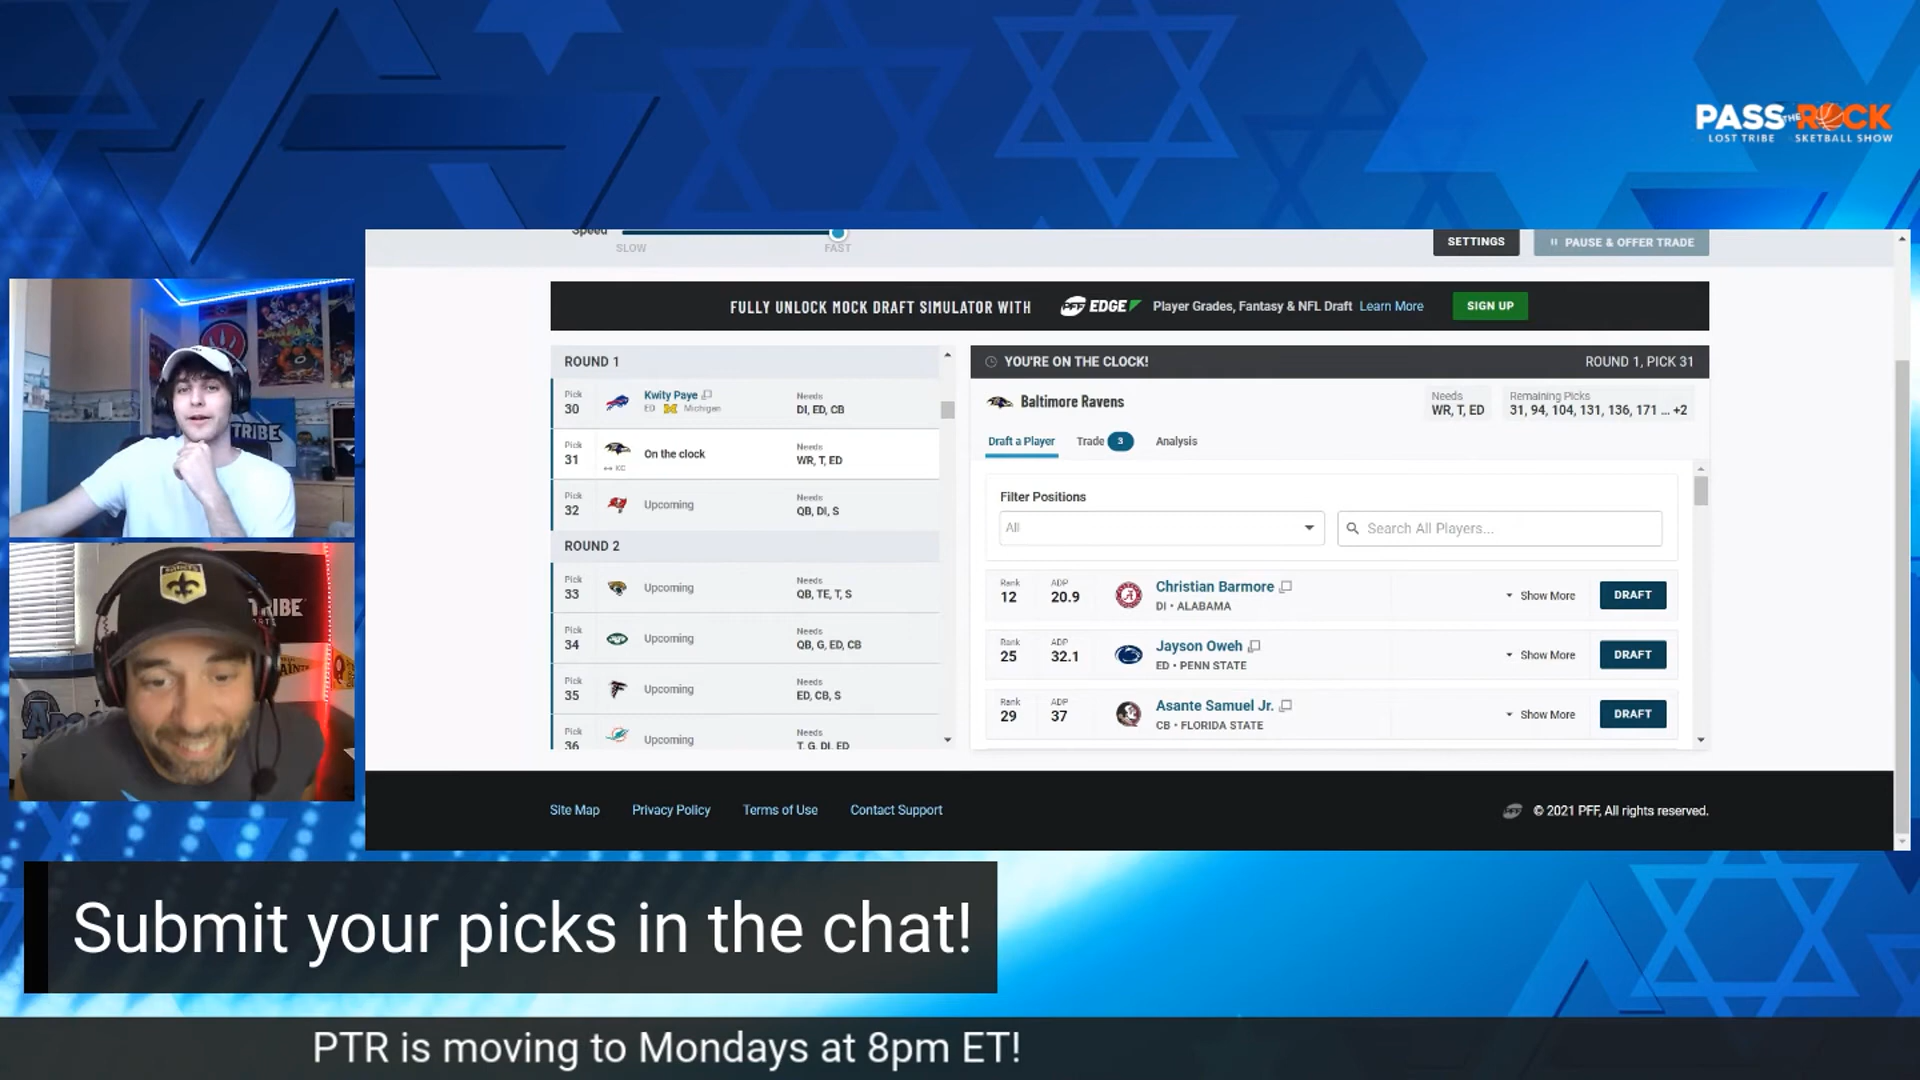 PASS THE ROCK
LOST TRIBE SKETBALL SHOW
Speed
SLOW
FAST
SETTINGS
PAUSE & OFFER TRADE
FULLY UNLOCK MOCK DRAFT SIMULATOR WITH
PFF EDGE
Player Grades, Fantasy & NFL Draft Learn More
SIGN UP
ROUND 1
Pick
30
Kwity Paye
ED Michigan
Needs
DI, ED, CB
Pick
31
KC
On the clock
Needs
WR, T, ED
Pick
32
Upcoming
Needs
QB, DI, S
ROUND 2
Pick
33
Upcoming
Needs
QB, TE, T, S
Pick
34
Upcoming
Needs
QB, G, ED, CB
Pick
35
Upcoming
Needs
ED, CB, S
Pick
36
Upcoming
Needs
T, G, DI, ED
YOU'RE ON THE CLOCK!
ROUND 1, PICK 31
Baltimore Ravens
Needs
WR, T, ED
Remaining Picks
31, 94, 104, 131, 136, 171 ... +2
Draft a Player
Trade 3
Analysis
Filter Positions
All
Search All Players...
Rank
12
ADP
20.9
Christian Barmore
DI • ALABAMA
Show More
DRAFT
Rank
25
ADP
32.1
Jayson Oweh
ED • PENN STATE
Show More
DRAFT
Rank
29
ADP
37
Asante Samuel Jr.
CB • FLORIDA STATE
Show More
DRAFT
TRIBE
SAINTS
TRIBE
Site Map
Privacy Policy
Terms of Use
Contact Support
© 2021 PFF, All rights reserved.
Submit your picks in the chat!
PTR is moving to Mondays at 8pm ET!